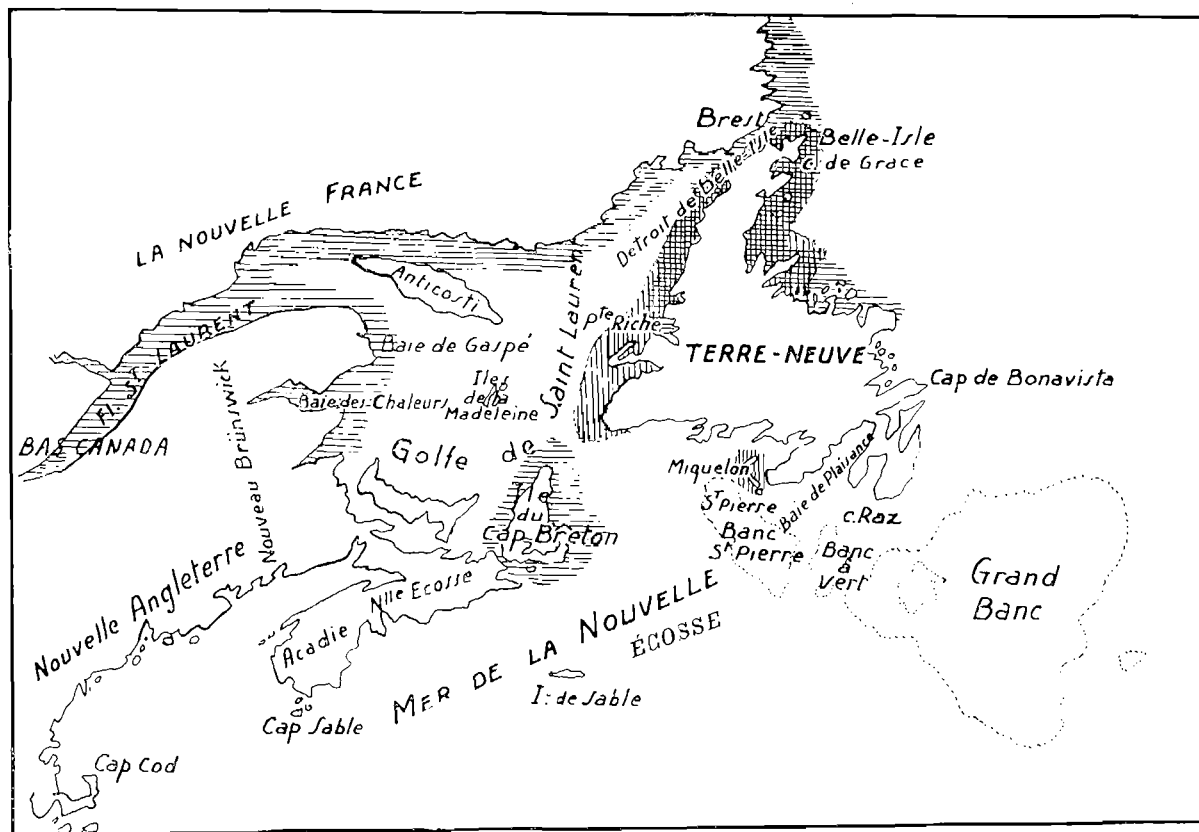 Brest
Belle-Isle
C. de Grace
Detroit de Belle-Isle
LA NOUVELLE FRANCE
Anticosti
Fl. St. LAURENT
BAS CANADA
Nouveau Brunswick
Baie de Gaspé
Baie des Chaleurs
Iles
de la
Madeleine
Golfe de Saint Laurent
Pte Riche
TERRE-NEUVE
Cap de Bonavista
Miquelon
St Pierre
Baie de Plaisance
C. Raz
Banc
St Pierre
Banc
à
Vert
Grand
Banc
Ile
du
Cap Breton
Nouvelle Angleterre
Nlle Ecosse
Acadie
MER DE LA NOUVELLE
ÉCOSSE
I: de Sable
Cap Sable
Cap Cod